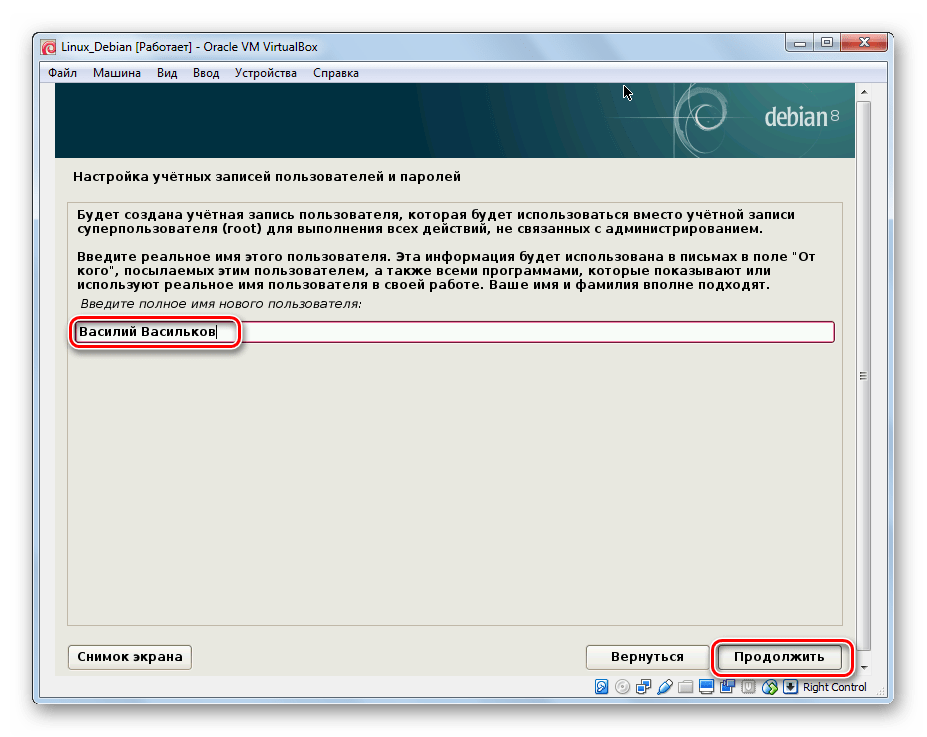 Linux_Debian [Работает] - Oracle VM VirtualBox
Файл Машина Вид Ввод Устройства Справка
debian 8
Настройка учётных записей пользователей и паролей
Будет создана учётная запись пользователя, которая будет использоваться вместо учётной записи
суперпользователя (root) для выполнения всех действий, не связанных с администрированием.
Введите реальное имя этого пользователя. Эта информация будет использована в письмах в поле "От
кого", посылаемых этим пользователем, а также всеми программами, которые показывают или
используют реальное имя пользователя в своей работе. Ваше имя и фамилия вполне подходят.
Введите полное имя нового пользователя:
Василий Васильков
Снимок экрана Вернуться Продолжить
Right Control